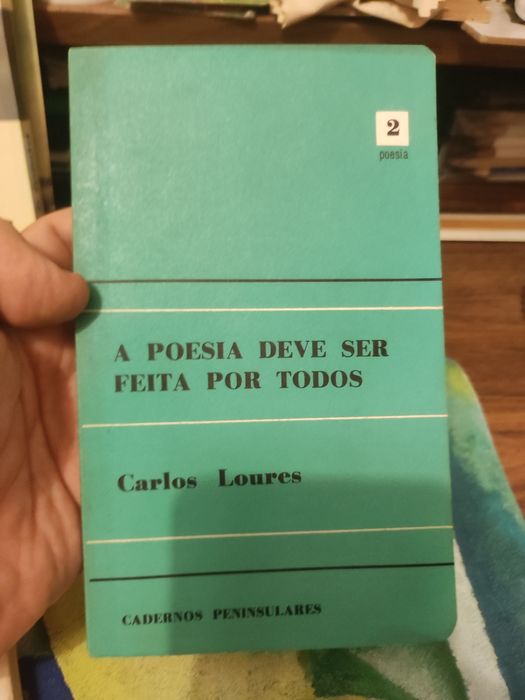 2
poesia
A POESIA DEVE SER
FEITA POR TODOS
Carlos Loures
CADERNOS PENINSULARES